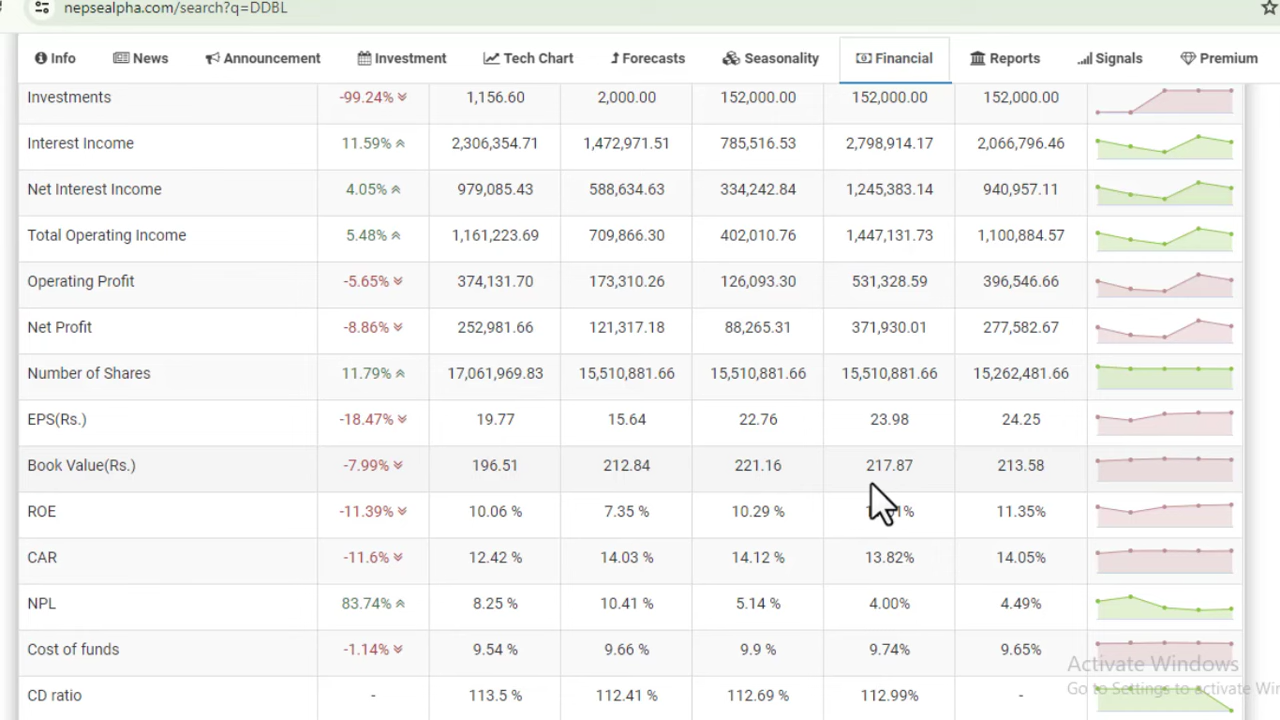 nepsealpha.com/search?q=DDBL
Info News Announcement Investment Tech Chart Forecasts Seasonality Financial Reports Signals Premium
Investments -99.24% 1,156.60 2,000.00 152,000.00 152,000.00 152,000.00
Interest Income 11.59% 2,306,354.71 1,472,971.51 785,516.53 2,798,914.17 2,066,796.46
Net Interest Income 4.05% 979,085.43 588,634.63 334,242.84 1,245,383.14 940,957.11
Total Operating Income 5.48% 1,161,223.69 709,866.30 402,010.76 1,447,131.73 1,100,884.57
Operating Profit -5.65% 374,131.70 173,310.26 126,093.30 531,328.59 396,546.66
Net Profit -8.86% 252,981.66 121,317.18 88,265.31 371,930.01 277,582.67
Number of Shares 11.79% 17,061,969.83 15,510,881.66 15,510,881.66 15,510,881.66 15,262,481.66
EPS(Rs.) -18.47% 19.77 15.64 22.76 23.98 24.25
Book Value(Rs.) -7.99% 196.51 212.84 221.16 217.87 213.58
ROE -11.39% 10.06 % 7.35 % 10.29 % 11.35%
CAR -11.6% 12.42 % 14.03 % 14.12 % 13.82% 14.05%
NPL 83.74% 8.25 % 10.41 % 5.14 % 4.00% 4.49%
Cost of funds -1.14% 9.54 % 9.66 % 9.9 % 9.74% 9.65%
Activate Windows
Go to Settings to activate Wi
CD ratio - 113.5 % 112.41 % 112.69 % 112.99% -